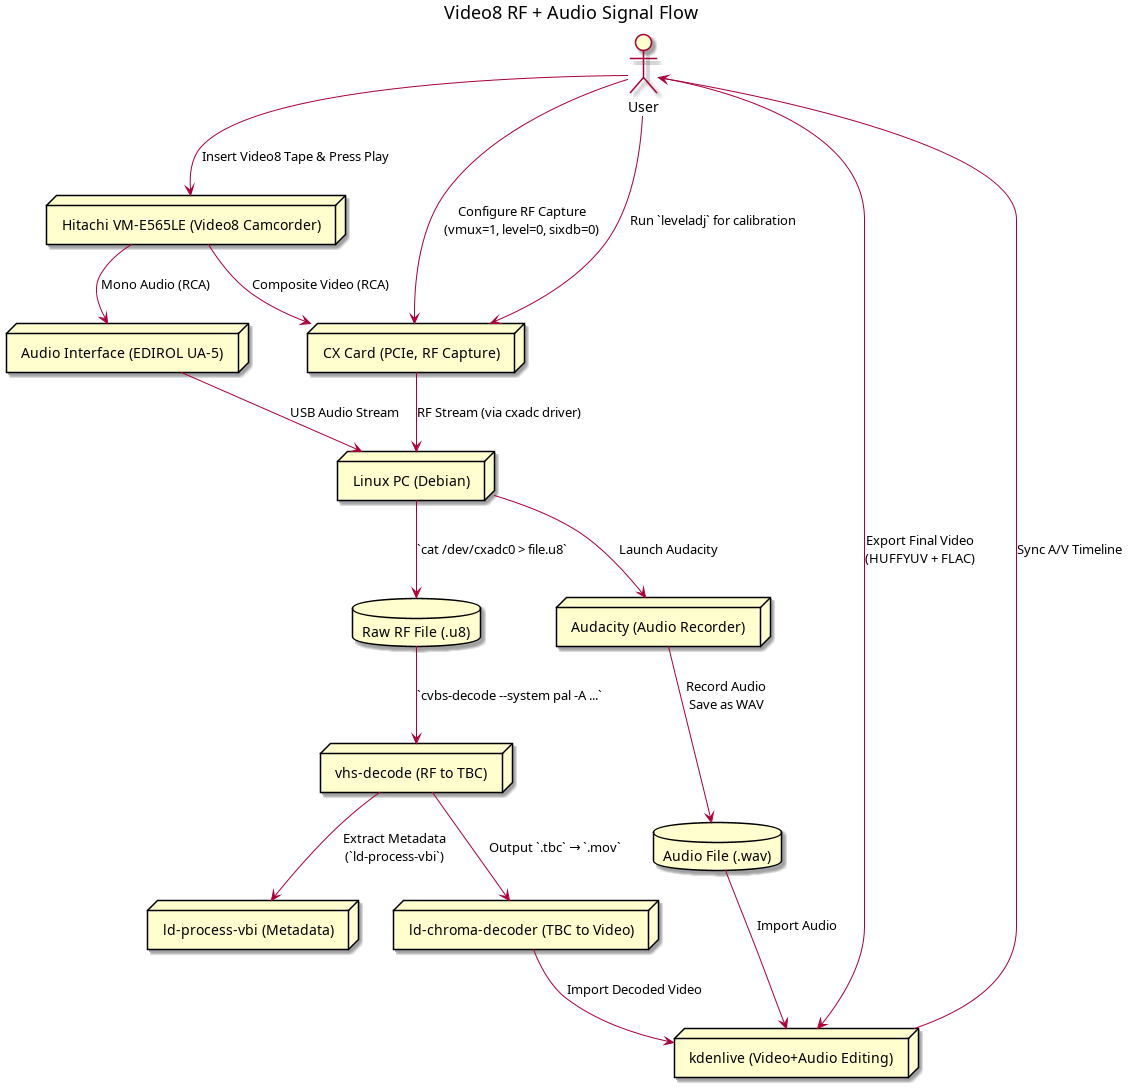 Video8 RF + Audio Signal Flow
User
Insert Video8 Tape & Press Play
Configure RF Capture
(vmux=1, level=0, sixdb=0)
Run `leveladj` for calibration
Hitachi VM-E565LE (Video8 Camcorder)
Mono Audio (RCA)
Composite Video (RCA)
Audio Interface (EDIROL UA-5)
CX Card (PCIe, RF Capture)
USB Audio Stream
RF Stream (via cxadc driver)
Linux PC (Debian)
`cat /dev/cxadc0 > file.u8`
Launch Audacity
Export Final Video
(HUFFYUV + FLAC)
Sync A/V Timeline
Raw RF File (.u8)
Audacity (Audio Recorder)
`cvbs-decode --system pal -A ...`
Record Audio
Save as WAV
vhs-decode (RF to TBC)
Audio File (.wav)
Extract Metadata
(`ld-process-vbi`)
Output `.tbc` → `.mov`
ld-process-vbi (Metadata)
ld-chroma-decoder (TBC to Video)
Import Audio
Import Decoded Video
kdenlive (Video+Audio Editing)